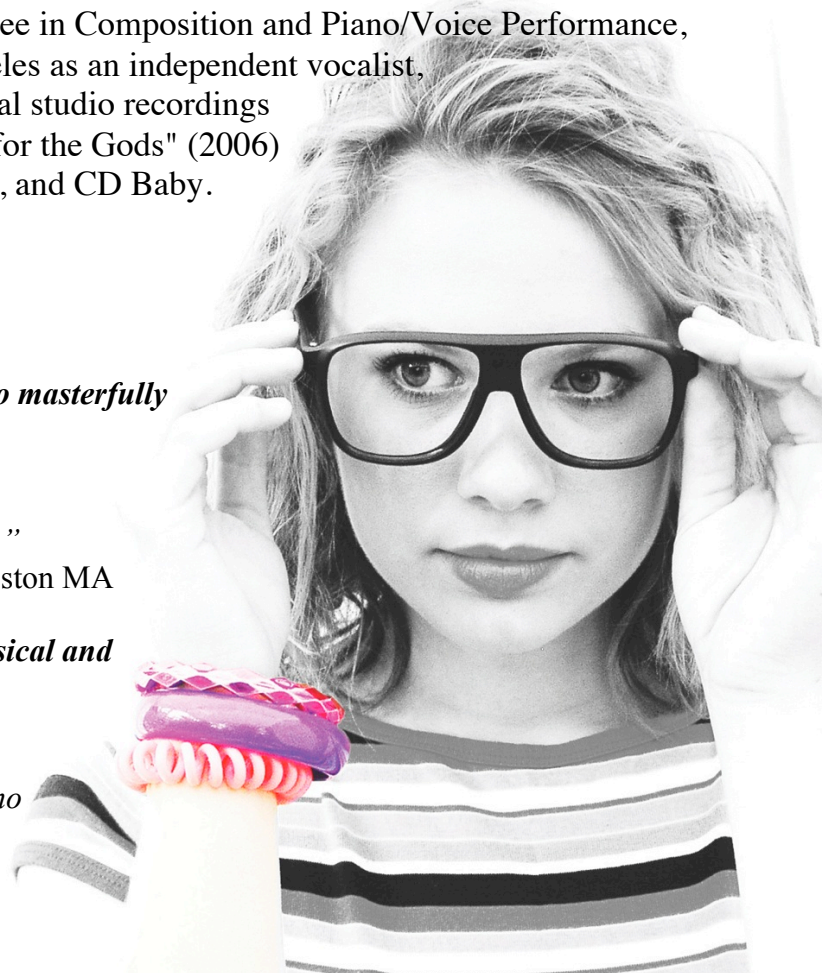 ee in Composition and Piano/Voice Performance,
eles as an independent vocalist,
al studio recordings
for the Gods" (2006)
, and CD Baby.
o masterfully
”
ston MA
sical and
no